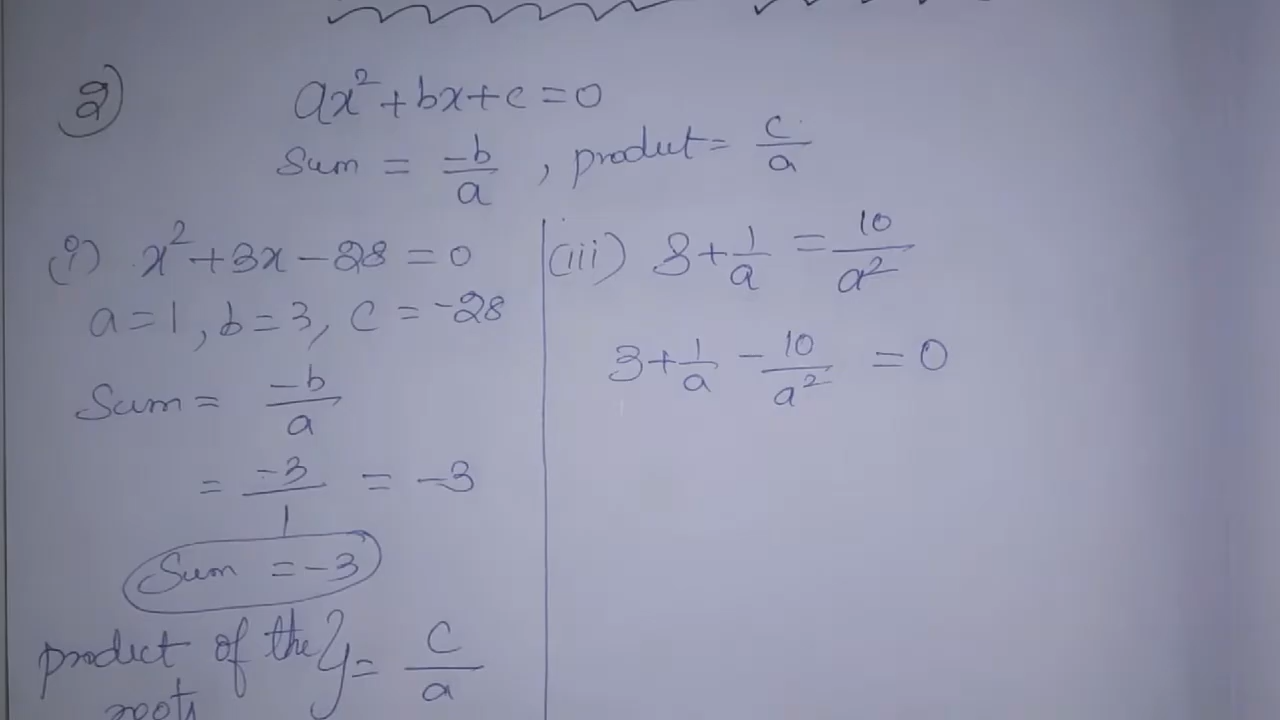 2) ax² + bx + c = 0
Sum = -b/a , product = c/a
(i) x² + 3x - 28 = 0
a = 1, b = 3, c = -28
Sum = -b/a
= -3/1 = -3
Sum = -3
product of the roots } = c/a
(iii) 3 + 1/a = 10/a²
3 + 1/a - 10/a² = 0